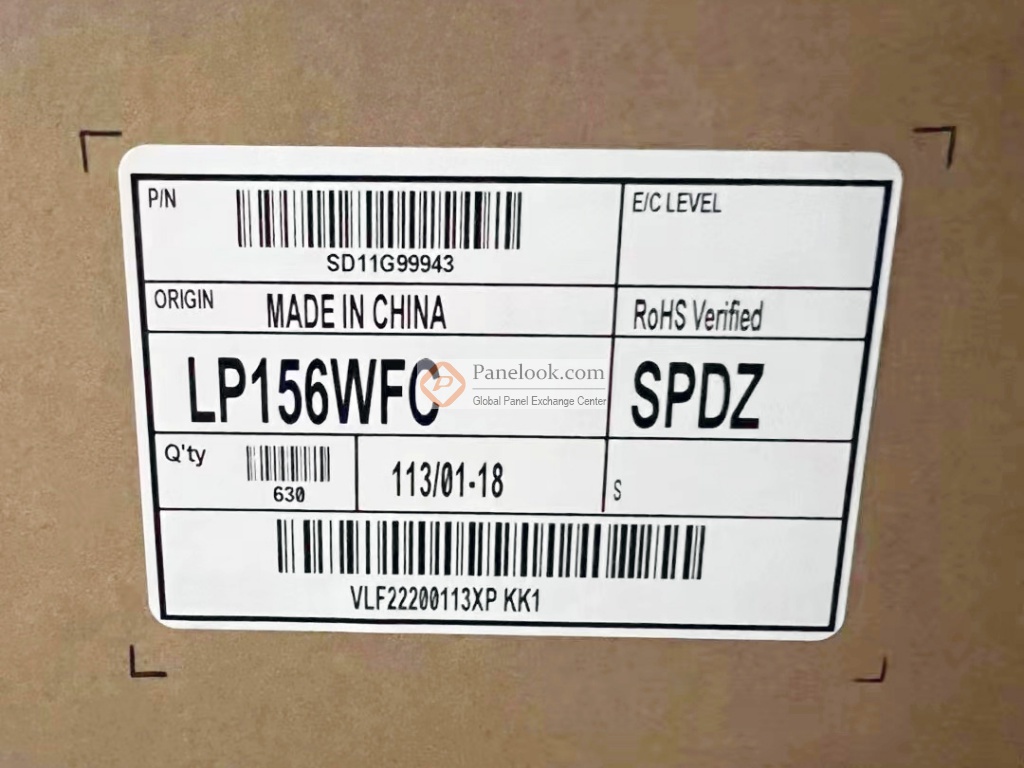 P/N
SD11G99943
E/C LEVEL
ORIGIN
MADE IN CHINA
RoHS Verified
LP156WFC
Panelook.com
Global Panel Exchange Center
SPDZ
Q'ty
630
113/01-18
S
VLF22200113XP KK1